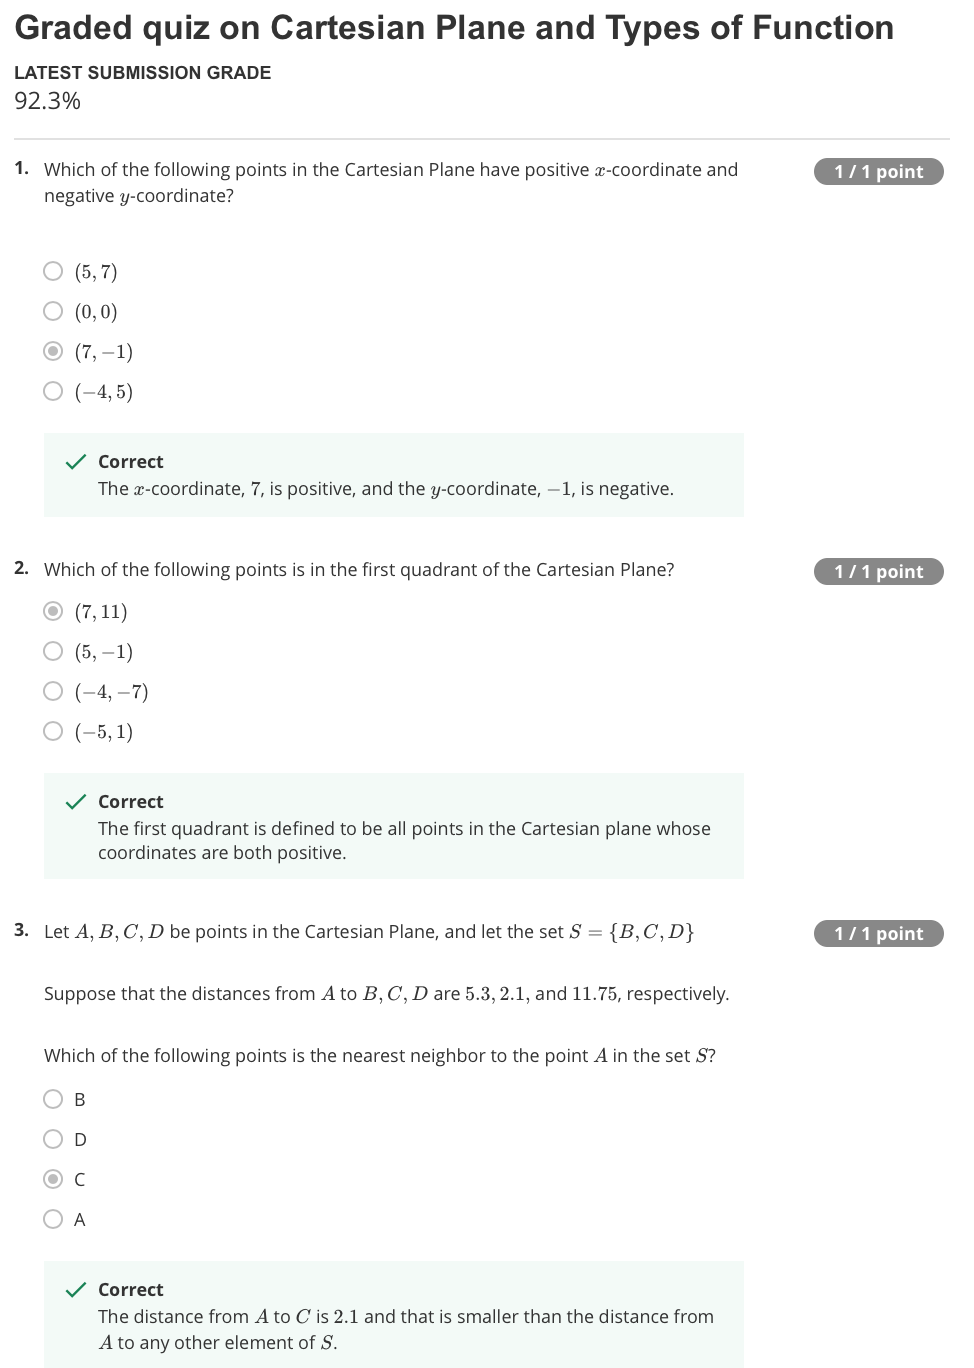 Graded quiz on Cartesian Plane and Types of Function
LATEST SUBMISSION GRADE
92.3%
1. Which of the following points in the Cartesian Plane have positive x-coordinate and
negative y-coordinate?
1 / 1 point
(5, 7)
(0, 0)
(7, −1)
(−4, 5)
Correct
The x-coordinate, 7, is positive, and the y-coordinate, −1, is negative.
2. Which of the following points is in the first quadrant of the Cartesian Plane?
1 / 1 point
(7, 11)
(5, −1)
(−4, −7)
(−5, 1)
Correct
The first quadrant is defined to be all points in the Cartesian plane whose
coordinates are both positive.
3. Let A, B, C, D be points in the Cartesian Plane, and let the set S = {B, C, D}
1 / 1 point
Suppose that the distances from A to B, C, D are 5.3, 2.1, and 11.75, respectively.
Which of the following points is the nearest neighbor to the point A in the set S?
B
D
C
A
Correct
The distance from A to C is 2.1 and that is smaller than the distance from
A to any other element of S.